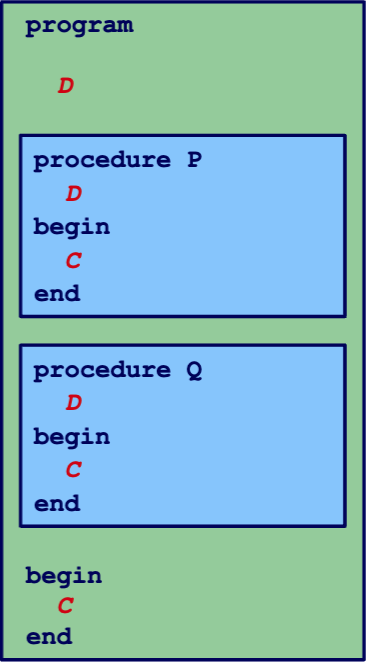 program
D
procedure P
D
begin
C
end
procedure Q
D
begin
C
end
begin
C
end